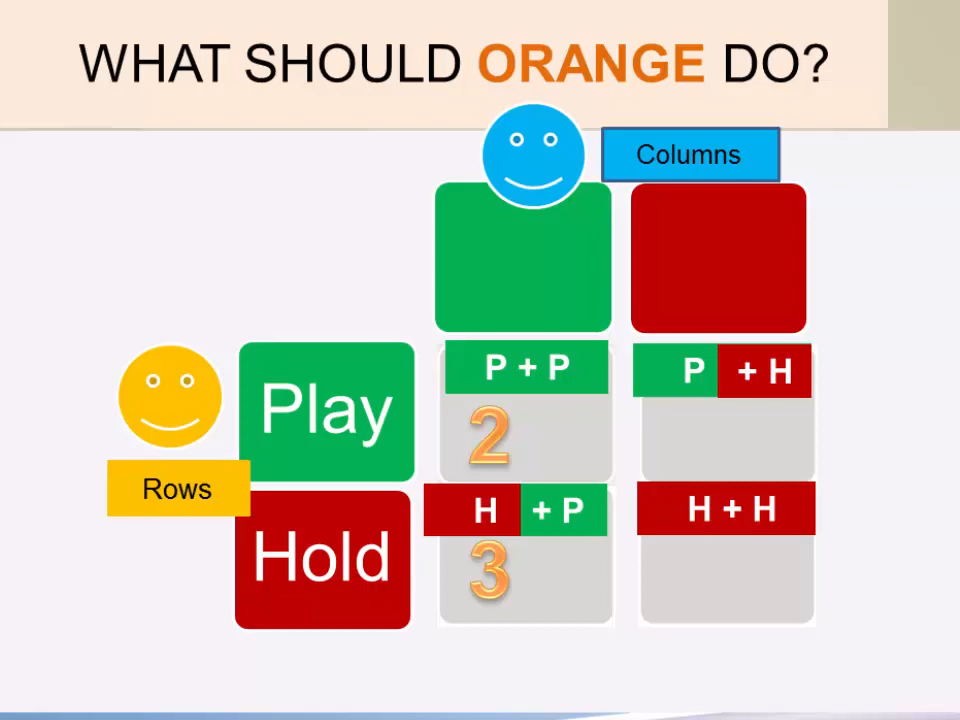 WHAT SHOULD ORANGE DO?
Columns
P + P
P + H
Play
2
Rows
H + P
H + H
Hold
3